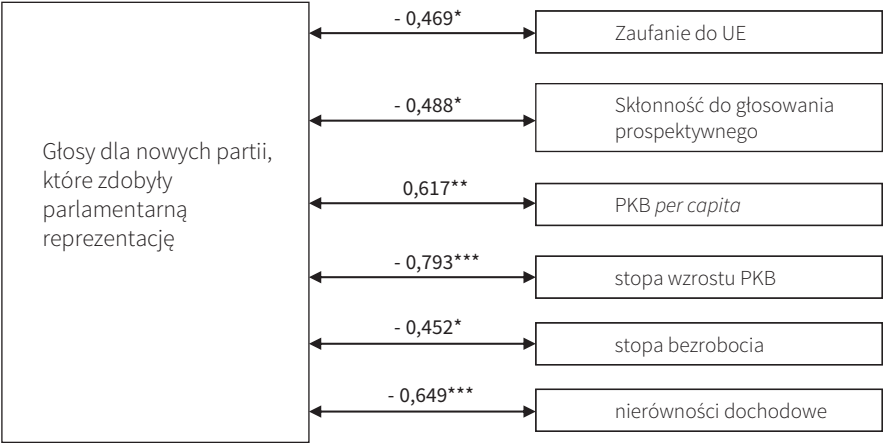 - 0,469*
Zaufanie do UE
- 0,488*
Skłonność do głosowania
prospektywnego
Głosy dla nowych partii,
które zdobyły
parlamentarną
reprezentację
0,617**
PKB per capita
- 0,793***
stopa wzrostu PKB
- 0,452*
stopa bezrobocia
- 0,649***
nierówności dochodowe